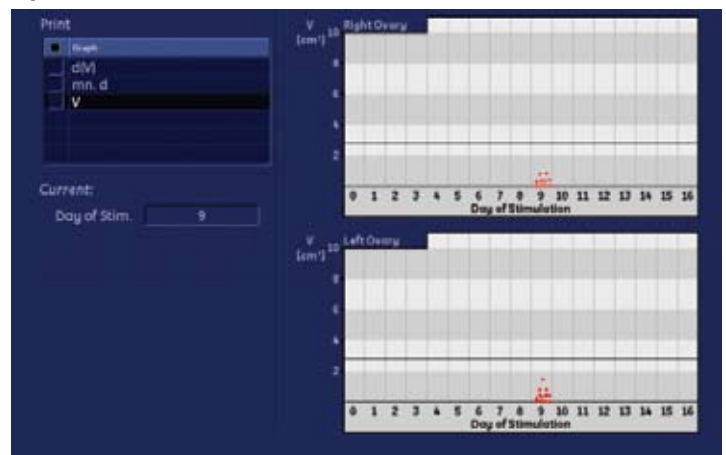 Print
Graph
d(V)
mn. d
V
Current:
Day of Stim. 9
V
[cm³]
Right Ovary
10
8
6
4
2
0 1 2 3 4 5 6 7 8 9 10 11 12 13 14 15 16
Day of Stimulation
V
[cm³]
Left Ovary
10
8
6
4
2
0 1 2 3 4 5 6 7 8 9 10 11 12 13 14 15 16
Day of Stimulation